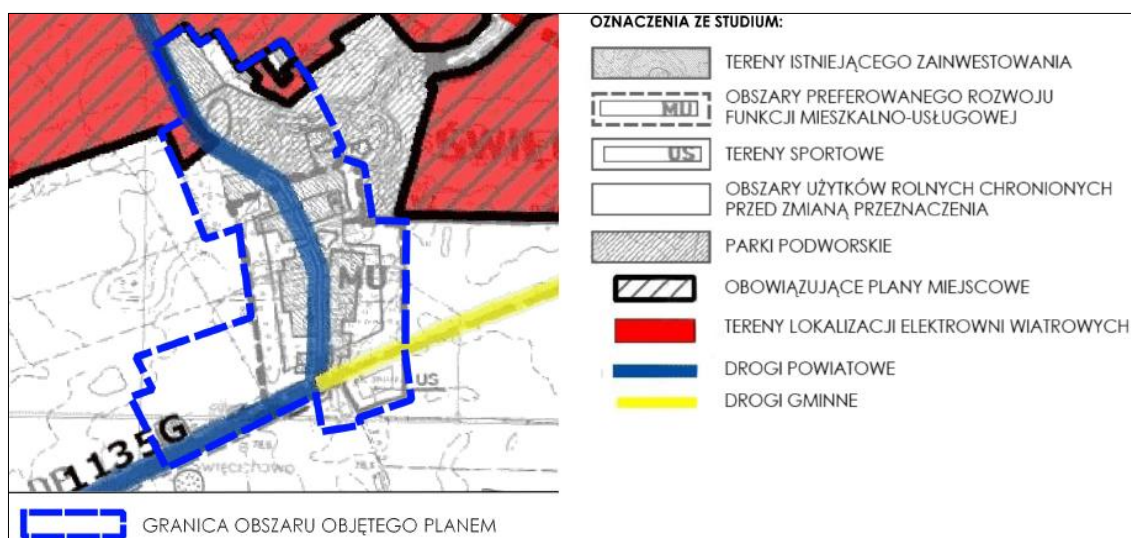 OZNACZENIA ZE STUDIUM:
TERENY ISTNIEJĄCEGO ZAINWESTOWANIA
MU
OBSZARY PREFEROWANEGO ROZWOJU
FUNKCJI MIESZKALNO-USŁUGOWEJ
US
TERENY SPORTOWE
OBSZARY UŻYTKÓW ROLNYCH CHRONIONYCH
PRZED ZMIANĄ PRZEZNACZENIA
PARKI PODWORSKIE
OBOWIĄZUJĄCE PLANY MIEJSCOWE
TERENY LOKALIZACJI ELEKTROWNI WIATROWYCH
DROGI POWIATOWE
DROGI GMINNE
ŚWIĘ
MU
US
1135G
GRANICA OBSZARU OBJĘTEGO PLANEM